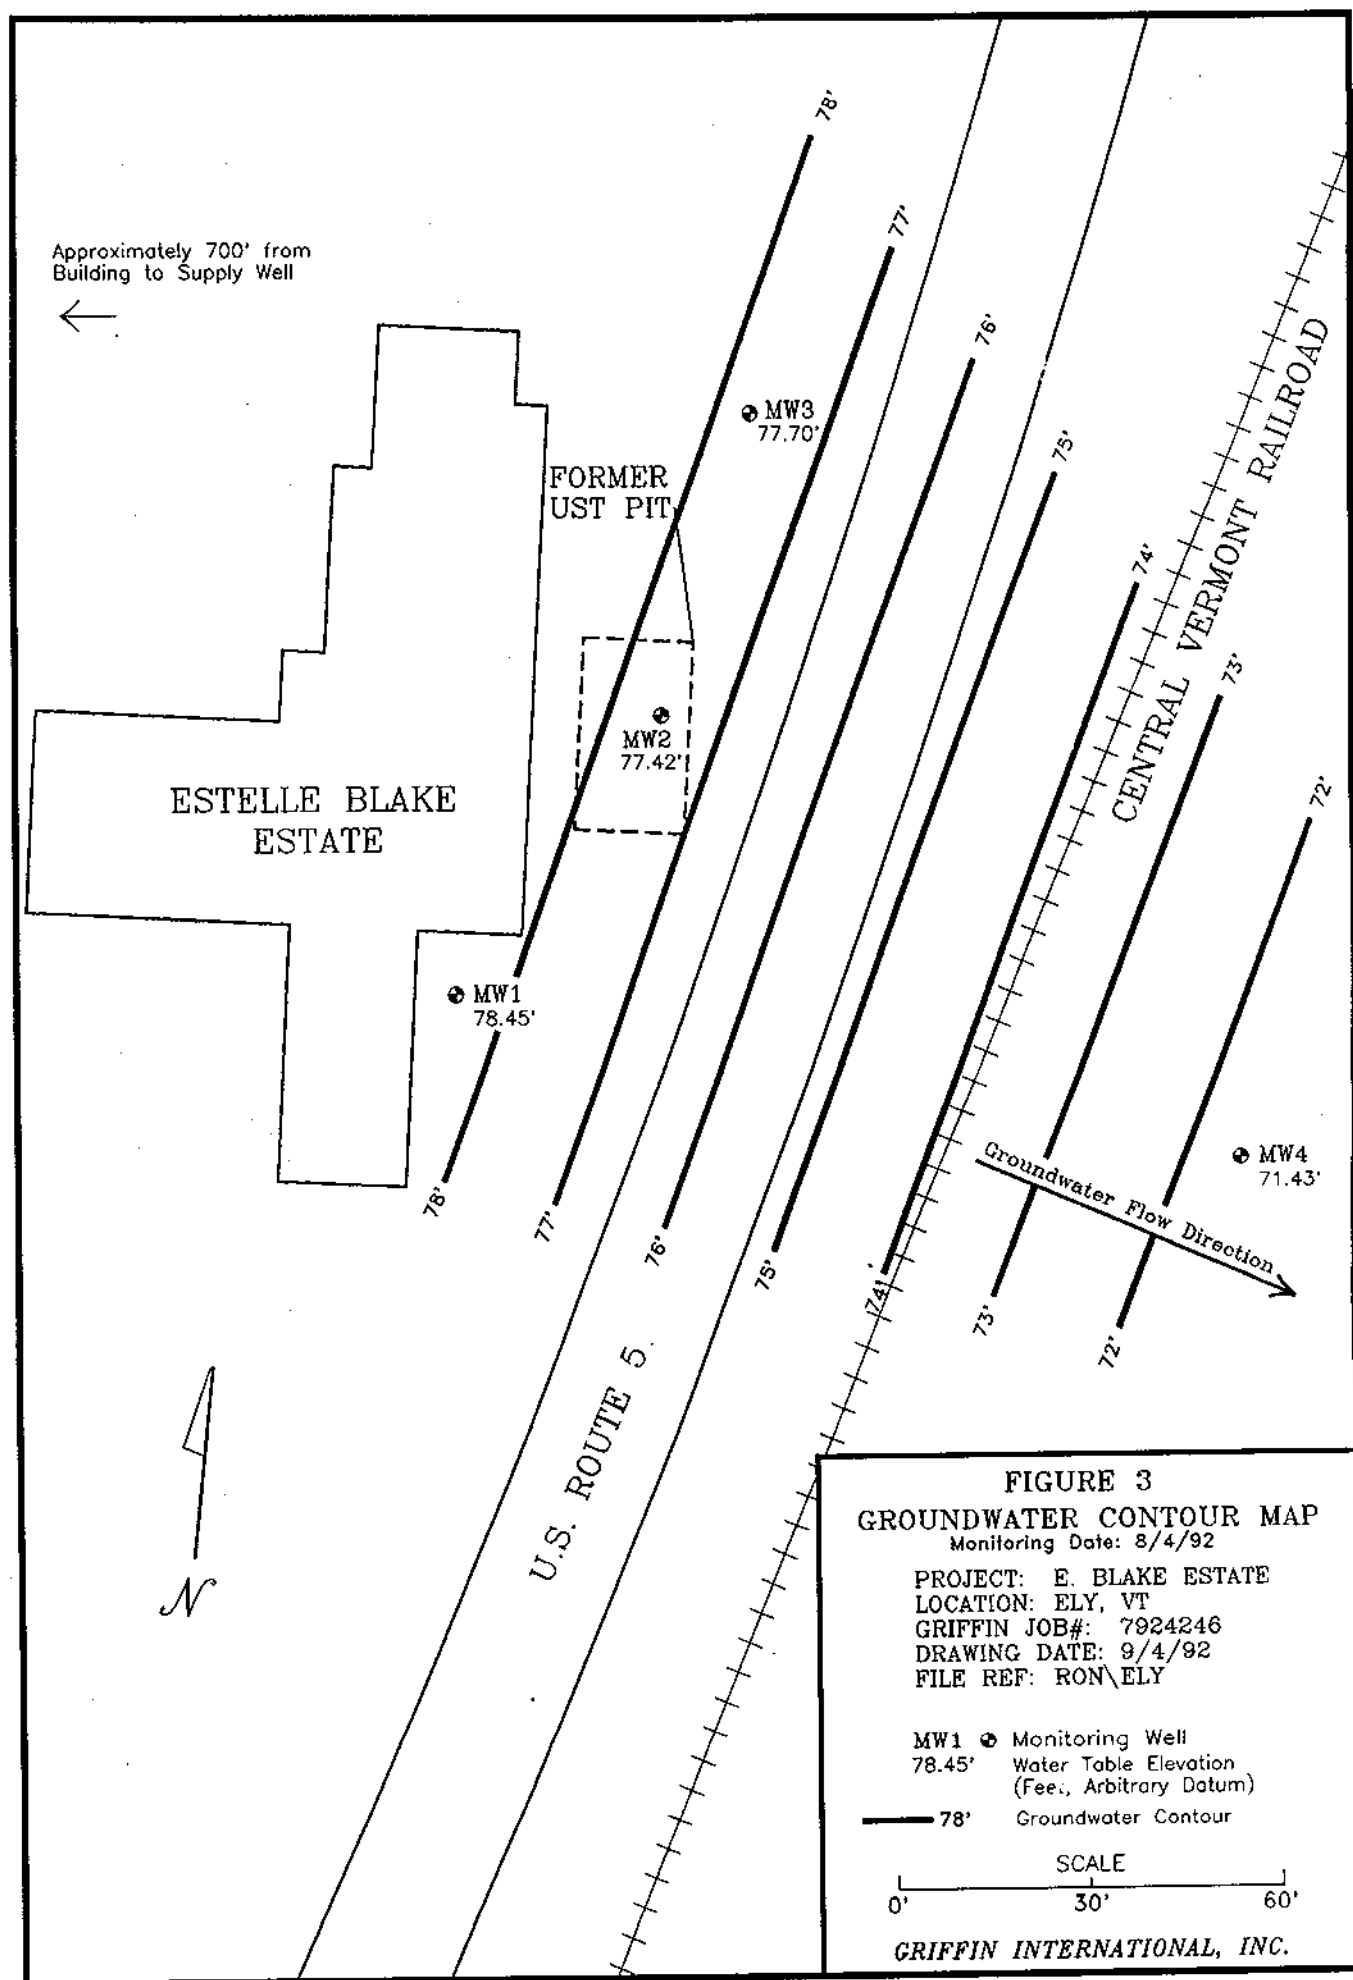 78'
77'
Approximately 700' from
Building to Supply Well
76'
MW3
77.70'
75'
FORMER
UST PIT
74'
CENTRAL VERMONT RAILROAD
73'
MW2
77.42'
72'
ESTELLE BLAKE
ESTATE
MW1
78.45'
Groundwater Flow Direction
MW4
71.43'
78'
77'
76'
75'
74'
73'
72'
U.S. ROUTE 5
N
FIGURE 3
GROUNDWATER CONTOUR MAP
Monitoring Date: 8/4/92
PROJECT: E. BLAKE ESTATE
LOCATION: ELY, VT
GRIFFIN JOB#: 7924246
DRAWING DATE: 9/4/92
FILE REF: RON\ELY
MW1 Monitoring Well
78.45' Water Table Elevation
(Feet, Arbitrary Datum)
78' Groundwater Contour
SCALE
0' 30' 60'
GRIFFIN INTERNATIONAL, INC.